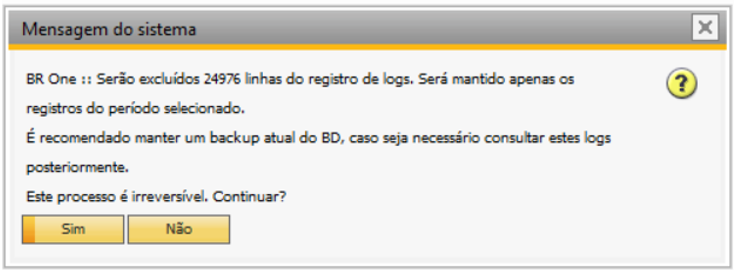 Mensagem do sistema
BR One :: Serão excluídos 24976 linhas do registro de logs. Será mantido apenas os
registros do período selecionado.
É recomendado manter um backup atual do BD, caso seja necessário consultar estes logs
posteriormente.
Este processo é irreversível. Continuar?
Sim Não